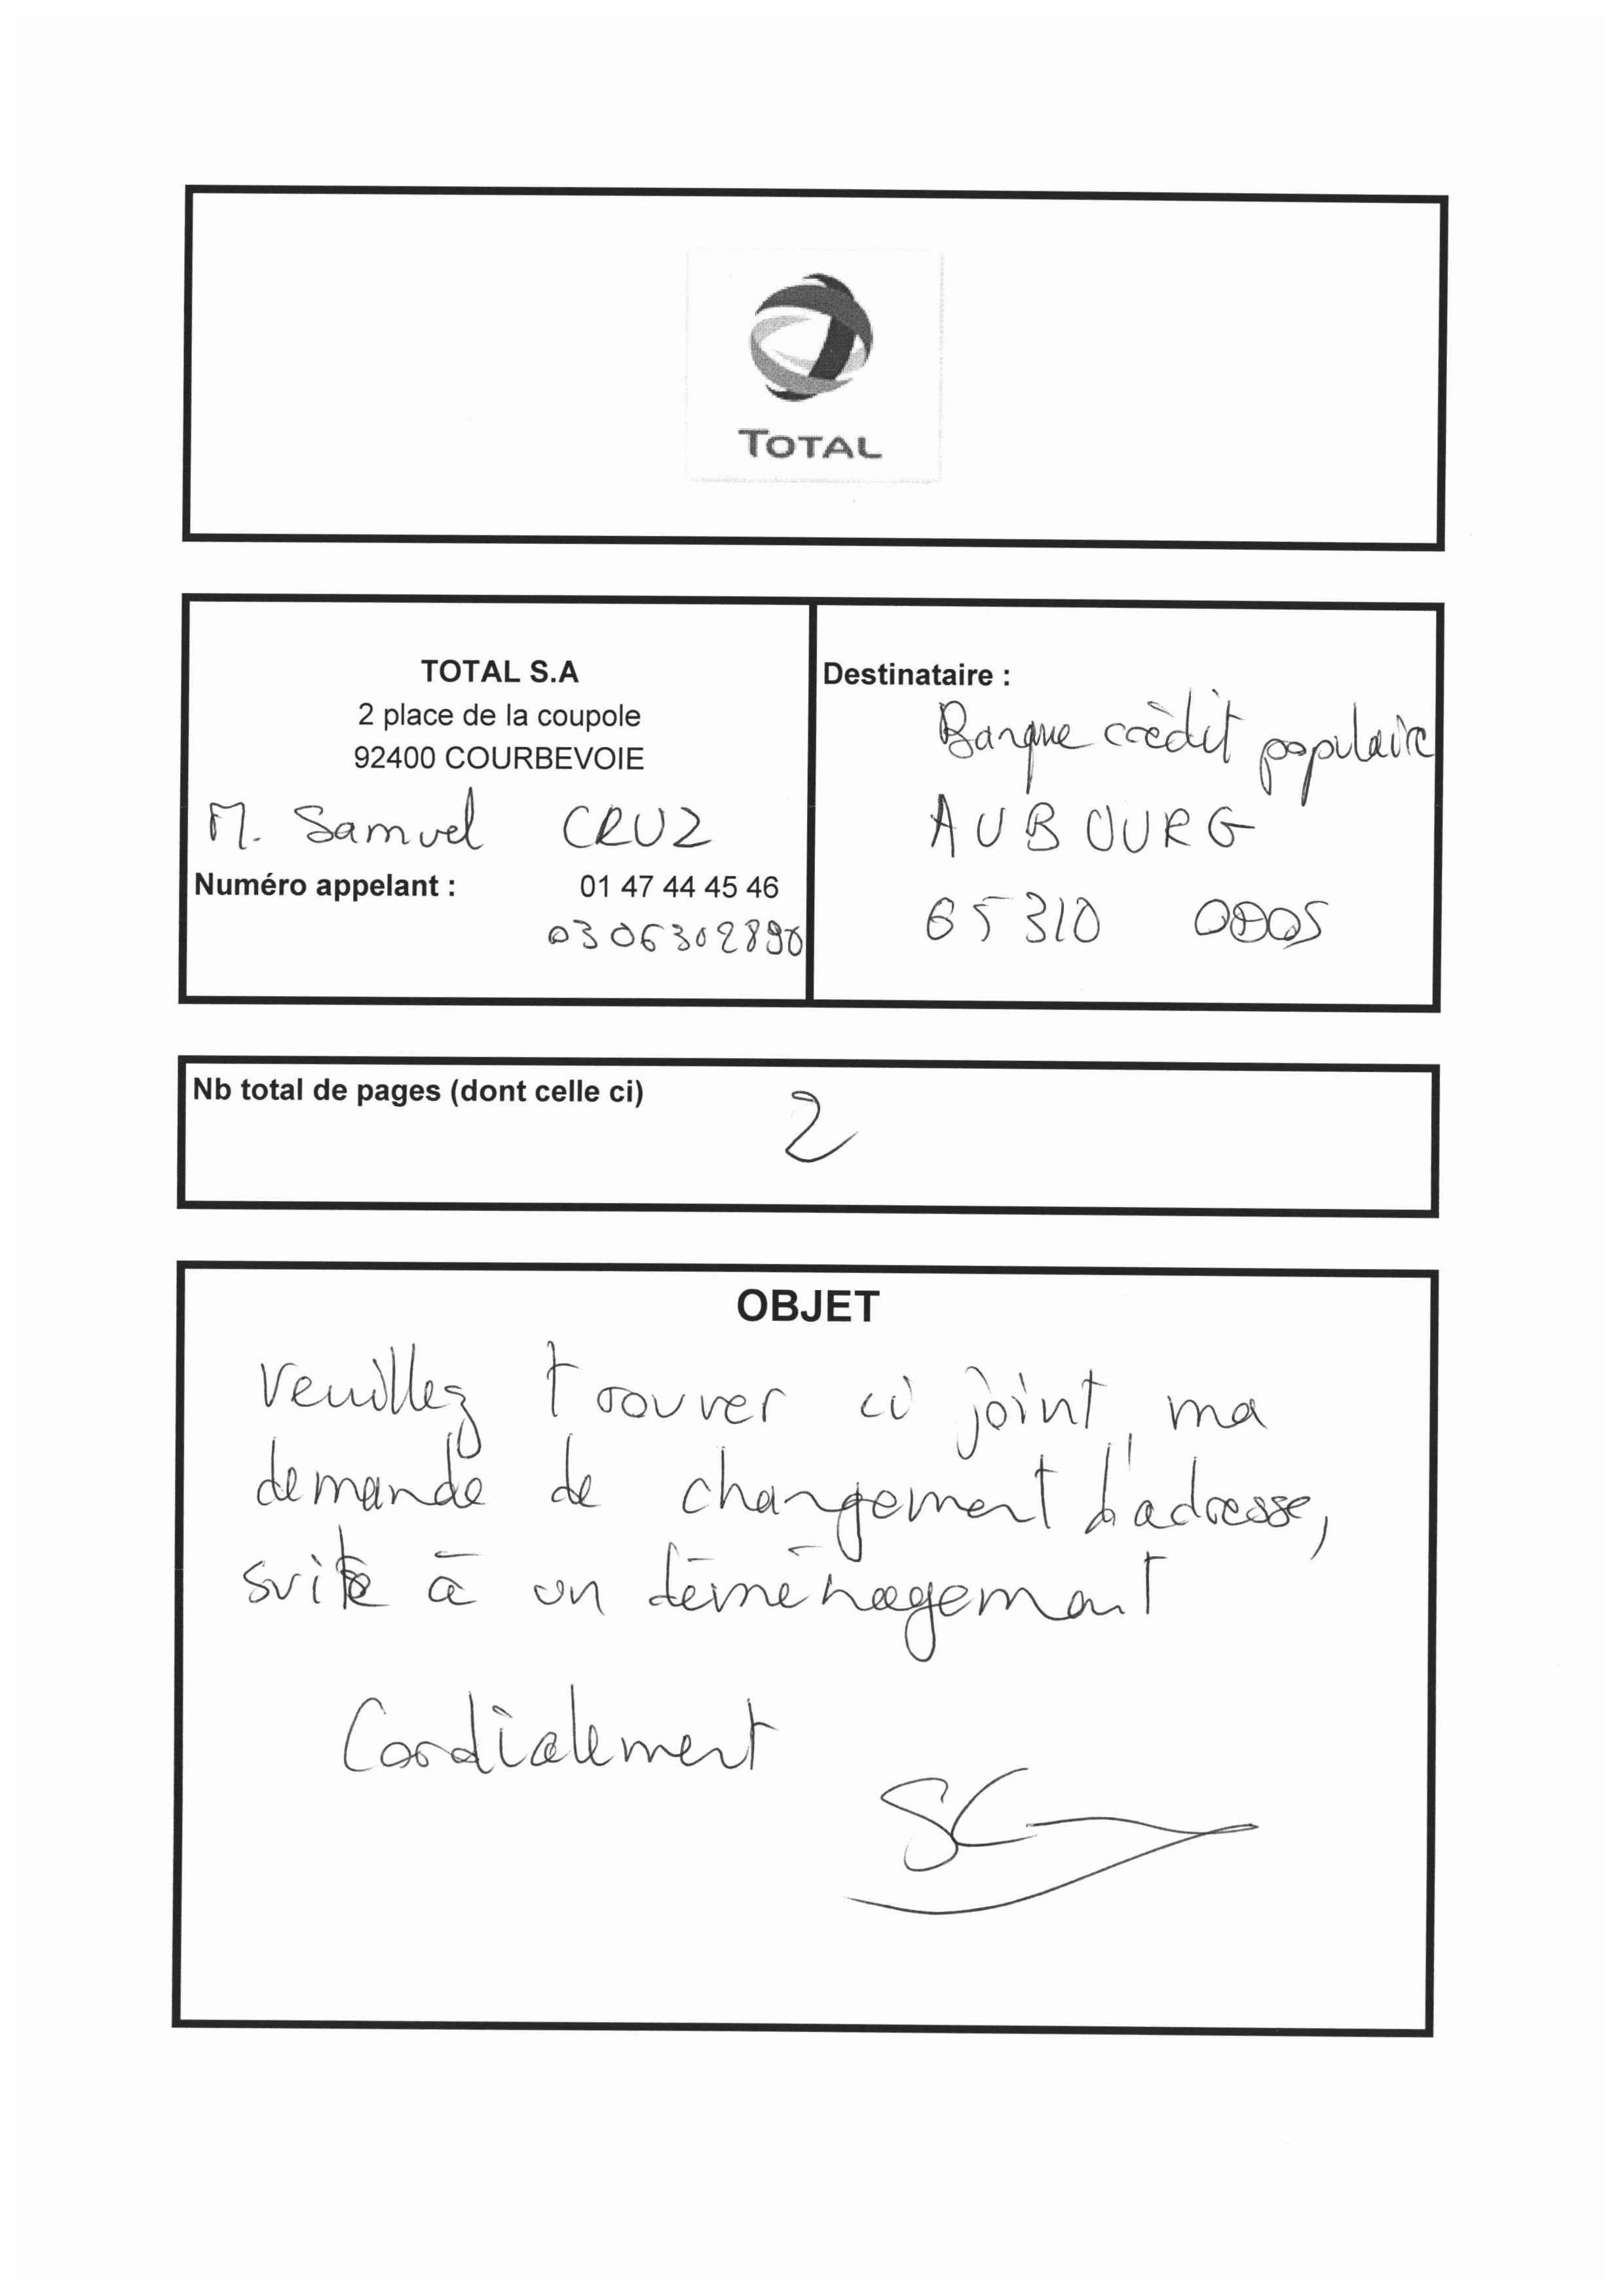 TOTAL
TOTAL S.A
2 place de la coupole
92400 COURBEVOIE
M. Samuel CRUZ
Numéro appelant : 01 47 44 45 46
0306302890
Destinataire :
Banque crèdit populaire
AUBOURG
65310 ODOS
Nb total de pages (dont celle ci) 2
OBJET
Veuillez trouver ci joint, ma
demande de changement d'adresse,
suite à un déménagement
Cordialement
SC